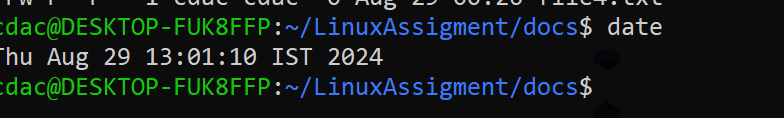 cdac@DESKTOP-FUK8FFP:~/LinuxAssigment/docs$ date
Thu Aug 29 13:01:10 IST 2024
cdac@DESKTOP-FUK8FFP:~/LinuxAssigment/docs$